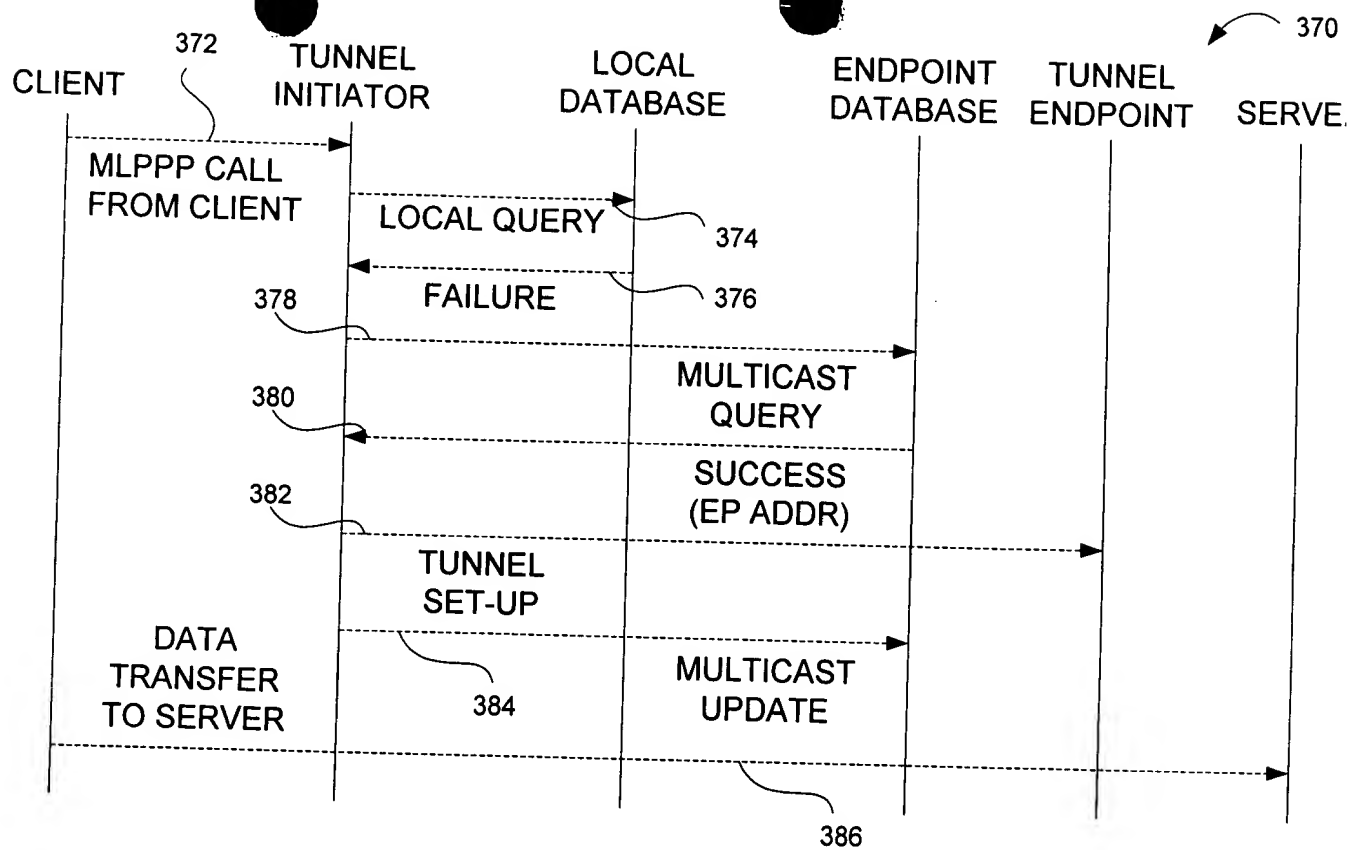 370
372
CLIENT
TUNNEL
INITIATOR
LOCAL
DATABASE
ENDPOINT
DATABASE
TUNNEL
ENDPOINT
SERVE
MLPPP CALL
FROM CLIENT
LOCAL QUERY
374
FAILURE
376
378
MULTICAST
QUERY
380
SUCCESS
(EP ADDR)
382
TUNNEL
SET-UP
DATA
TRANSFER
TO SERVER
384
MULTICAST
UPDATE
386